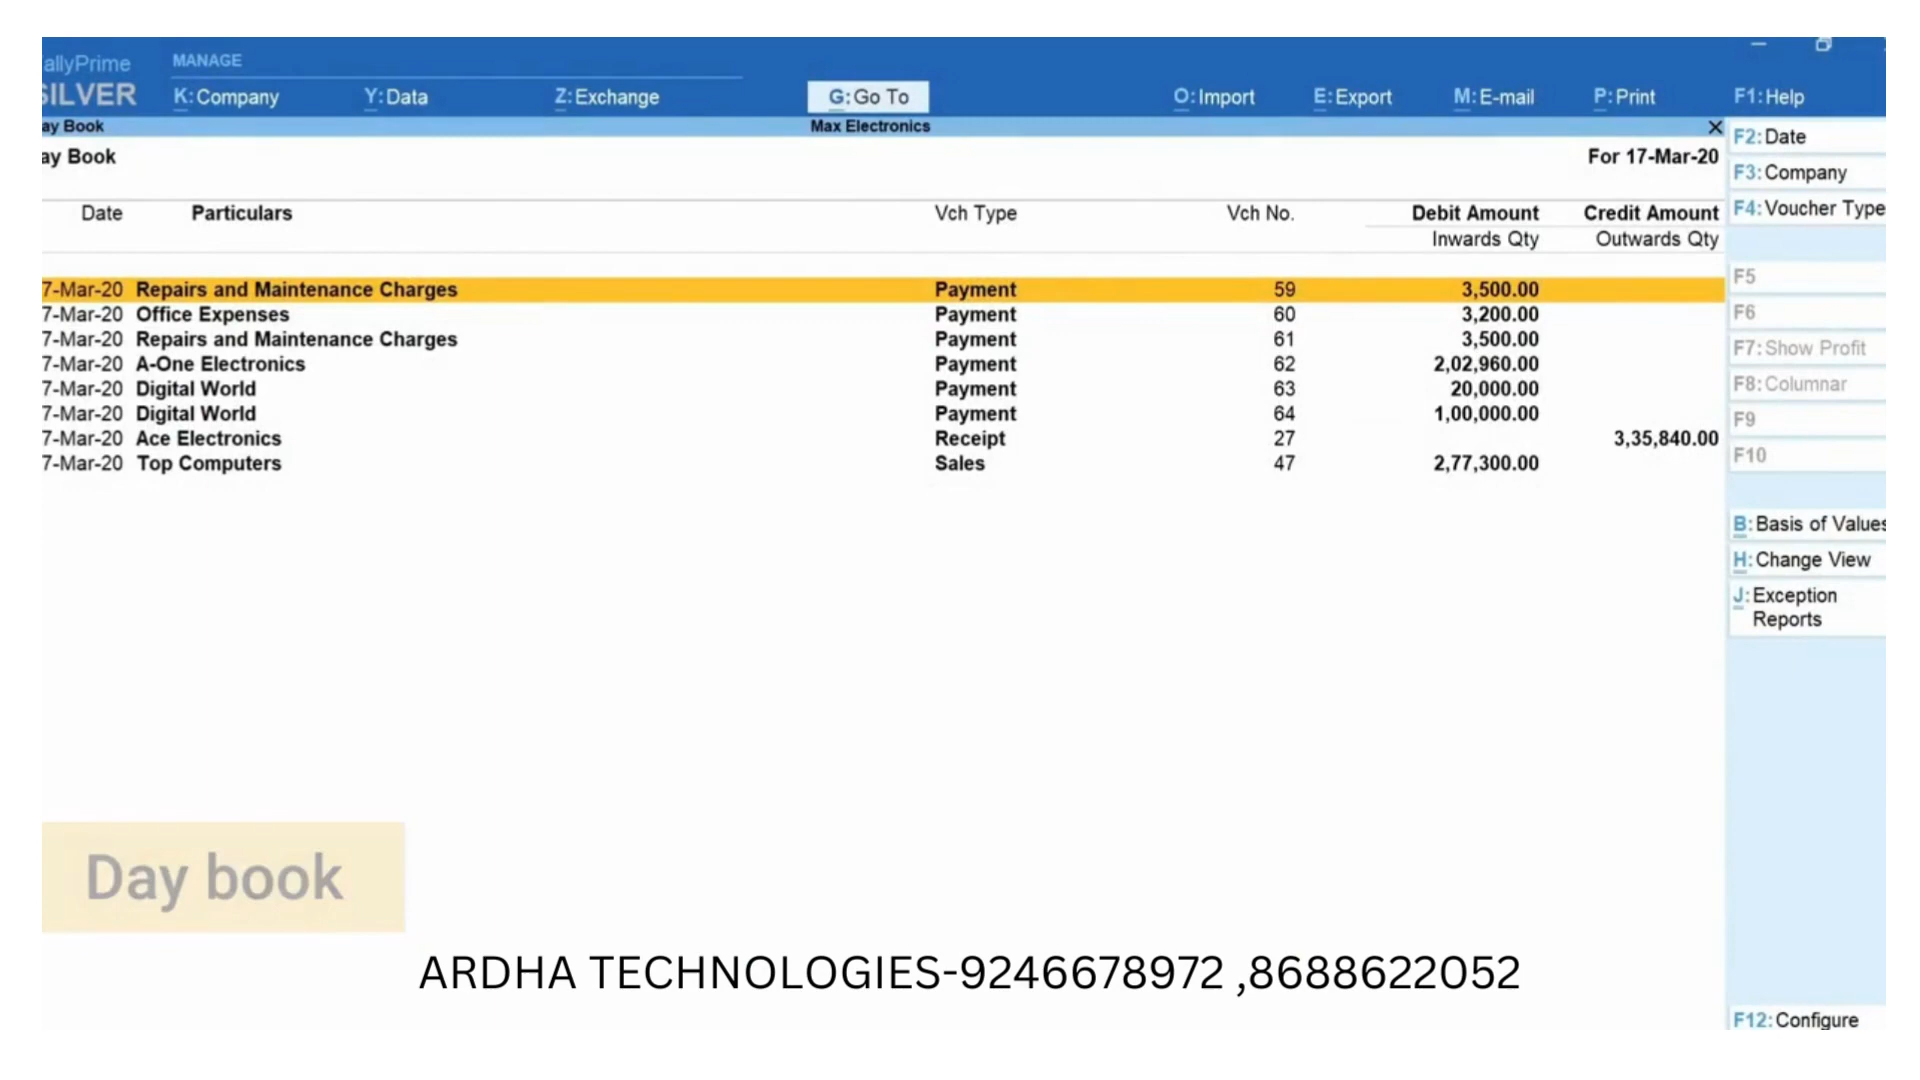 allyPrime MANAGE
SILVER K:Company Y:Data Z:Exchange G:Go To O:Import E:Export M:E-mail P:Print F1:Help
ay Book Max Electronics
ay Book For 17-Mar-20
Date Particulars Vch Type Vch No. Debit Amount Credit Amount
Inwards Qty Outwards Qty
7-Mar-20 Repairs and Maintenance Charges Payment 59 3,500.00
7-Mar-20 Office Expenses Payment 60 3,200.00
7-Mar-20 Repairs and Maintenance Charges Payment 61 3,500.00
7-Mar-20 A-One Electronics Payment 62 2,02,960.00
7-Mar-20 Digital World Payment 63 20,000.00
7-Mar-20 Digital World Payment 64 1,00,000.00
7-Mar-20 Ace Electronics Receipt 27 3,35,840.00
7-Mar-20 Top Computers Sales 47 2,77,300.00
F2:Date
F3:Company
F4:Voucher Type
F5
F6
F7:Show Profit
F8:Columnar
F9
F10
B:Basis of Values
H:Change View
J:Exception
Reports
F12:Configure
Day book
ARDHA TECHNOLOGIES-9246678972 ,8688622052